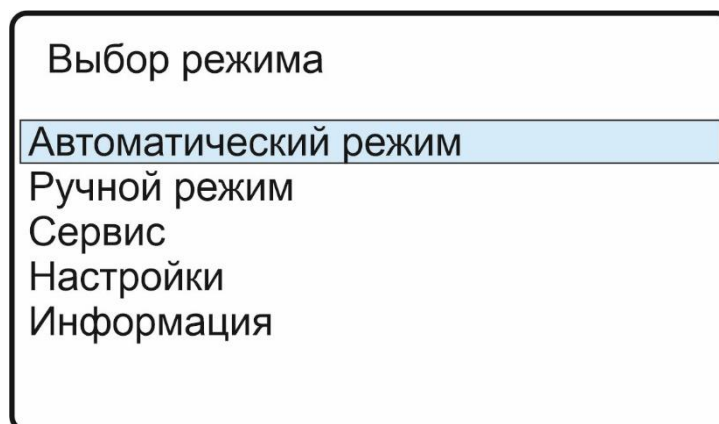 Выбор режима
Автоматический режим
Ручной режим
Сервис
Настройки
Информация